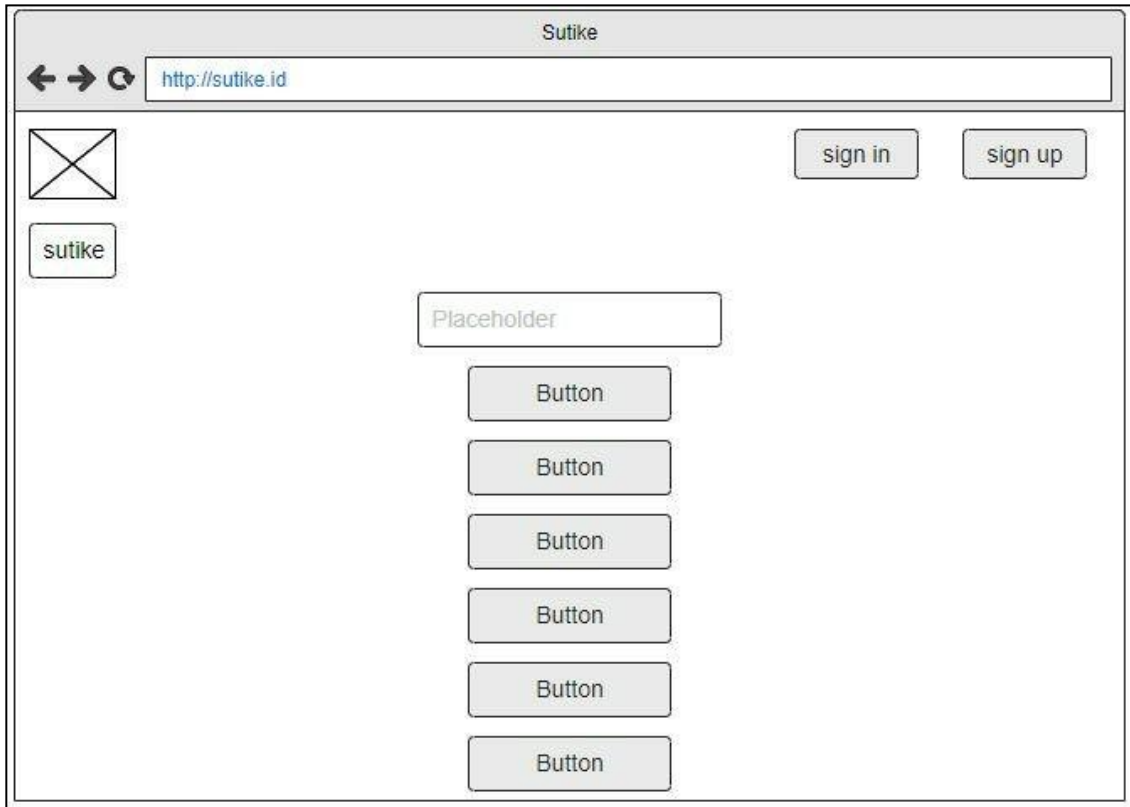 Sutike
http://sutike.id
sign in
sign up
sutike
Placeholder
Button
Button
Button
Button
Button
Button